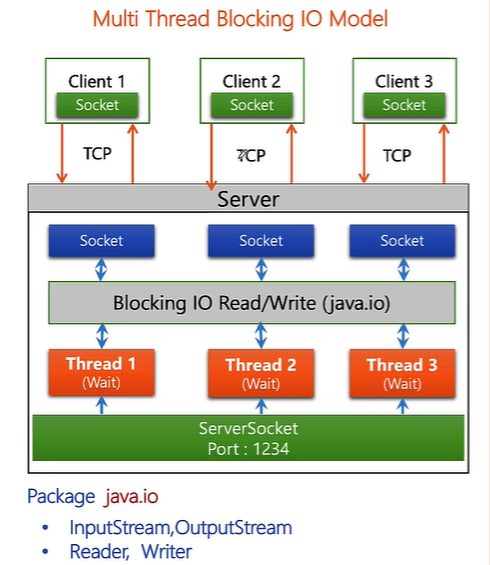 Multi Thread Blocking IO Model
Client 1 Client 2 Client 3
Socket Socket Socket
TCP TCP TCP
Server
Socket Socket Socket
Blocking IO Read/Write (java.io)
Thread 1 Thread 2 Thread 3
(Wait) (Wait) (Wait)
ServerSocket
Port : 1234
Package java.io
• InputStream,OutputStream
• Reader, Writer